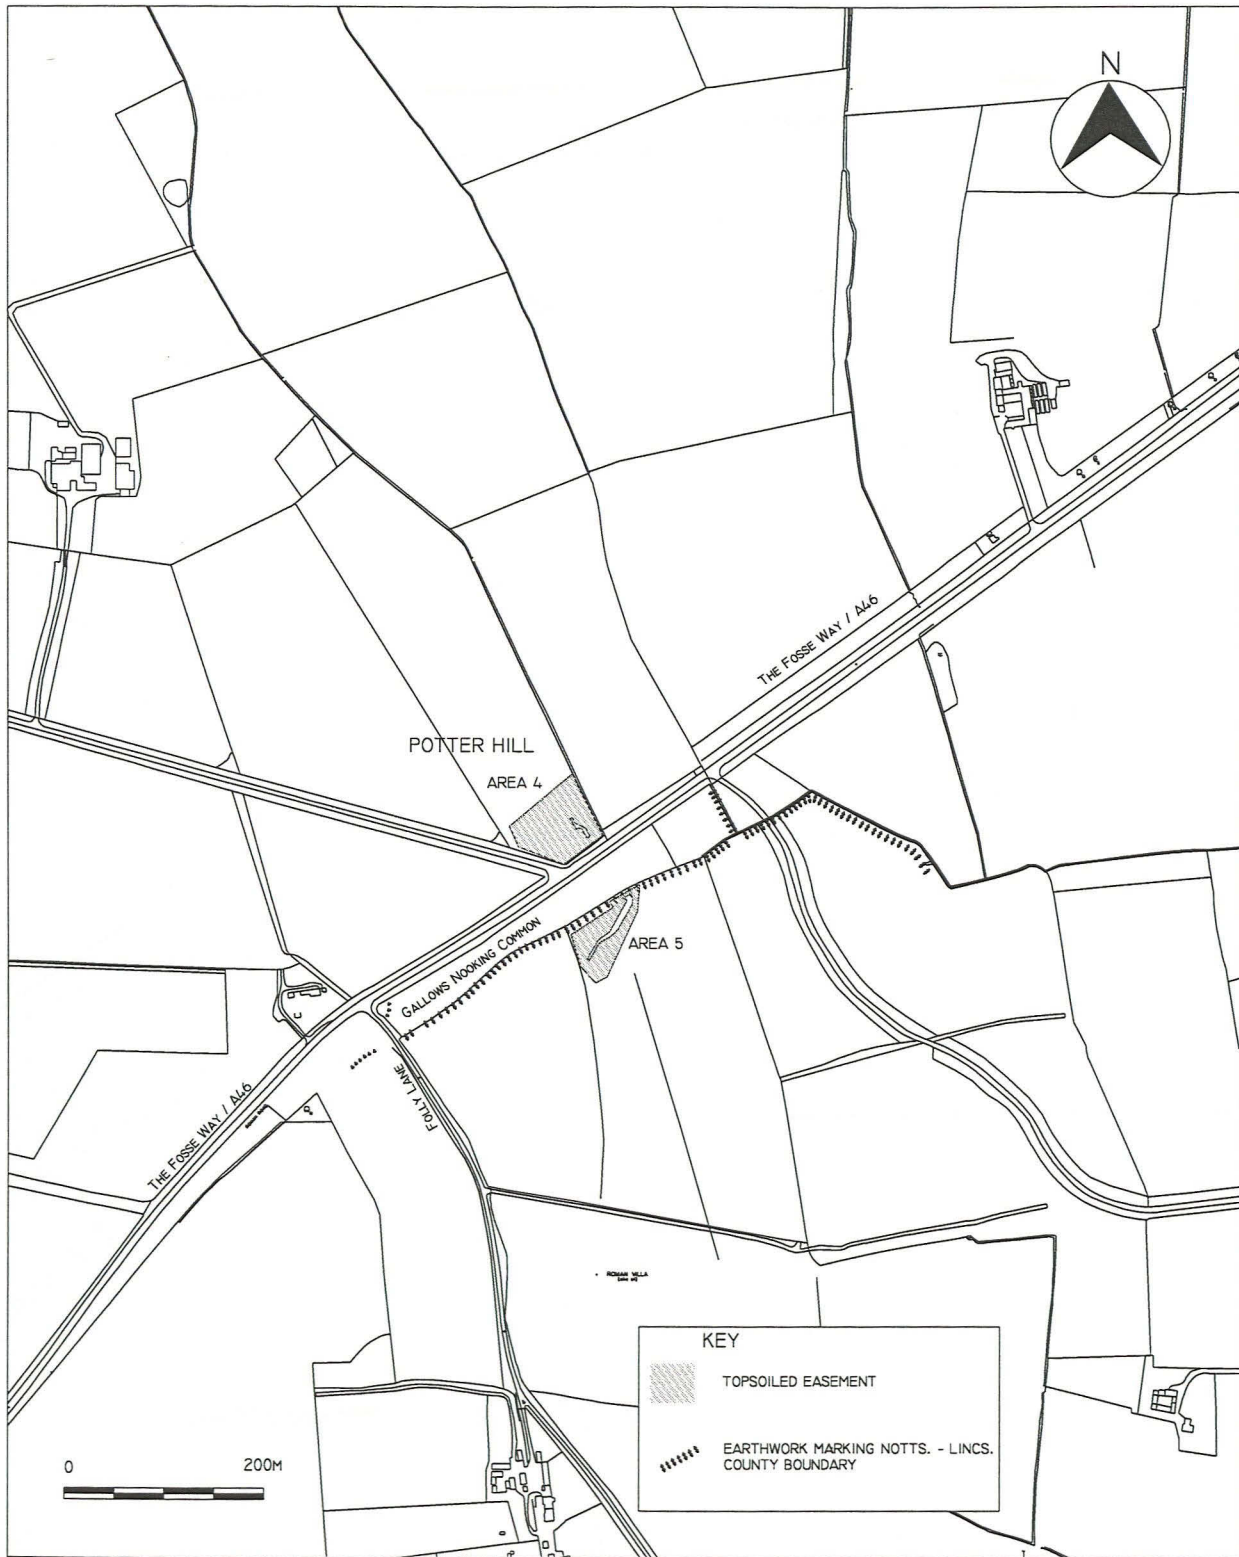 N
THE FOSSE WAY / A46
POTTER HILL
AREA 4
GALLOWS NOOKING COMMON
AREA 5
FOLLY LANE
THE FOSSE WAY / A46
ROMAN VILLA
KEY
TOPSOILED EASEMENT
EARTHWORK MARKING NOTTS. - LINCS.
COUNTY BOUNDARY
0 200M